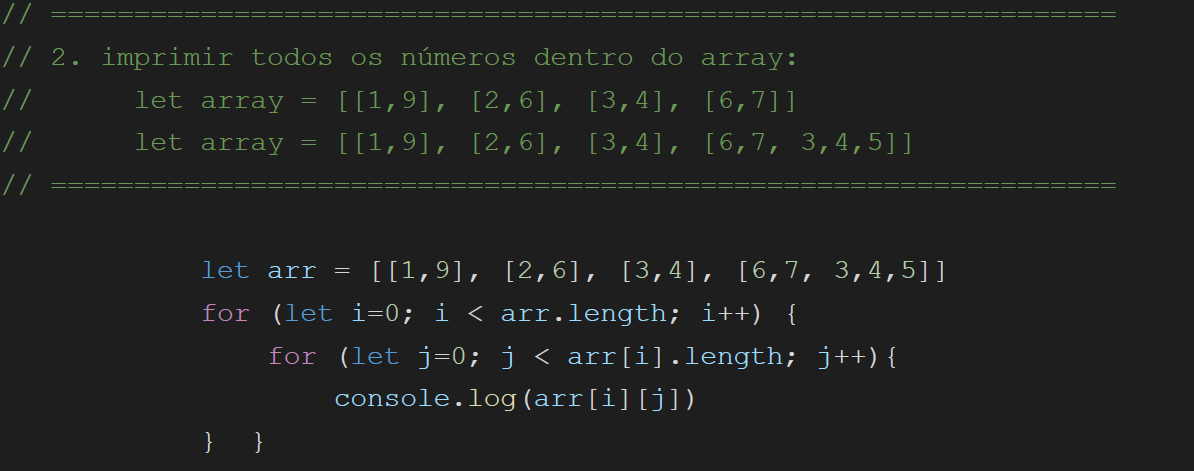 // ================================================================
// 2. imprimir todos os números dentro do array:
//      let array = [[1,9], [2,6], [3,4], [6,7]]
//      let array = [[1,9], [2,6], [3,4], [6,7, 3,4,5]]
// ================================================================
            let arr = [[1,9], [2,6], [3,4], [6,7, 3,4,5]]
            for (let i=0; i < arr.length; i++) {
                for (let j=0; j < arr[i].length; j++){
                    console.log(arr[i][j])
            }  }